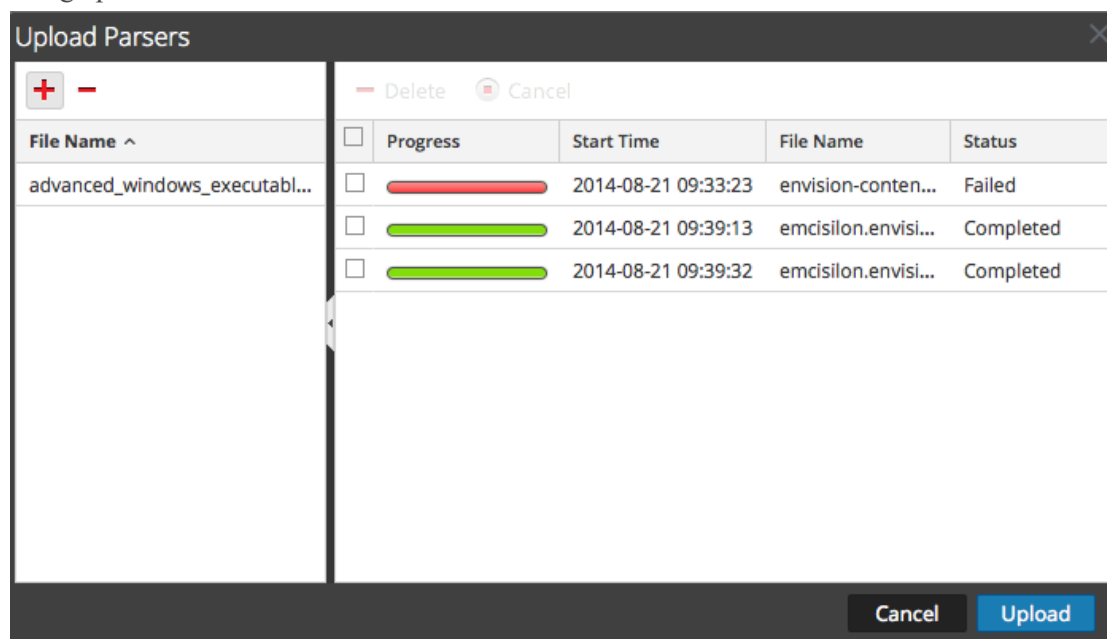 Upload Parsers
Delete Cancel
File Name
Progress Start Time File Name Status
advanced_windows_executabl...
2014-08-21 09:33:23 envision-conten... Failed
2014-08-21 09:39:13 emcisilon.envisi... Completed
2014-08-21 09:39:32 emcisilon.envisi... Completed
Cancel Upload